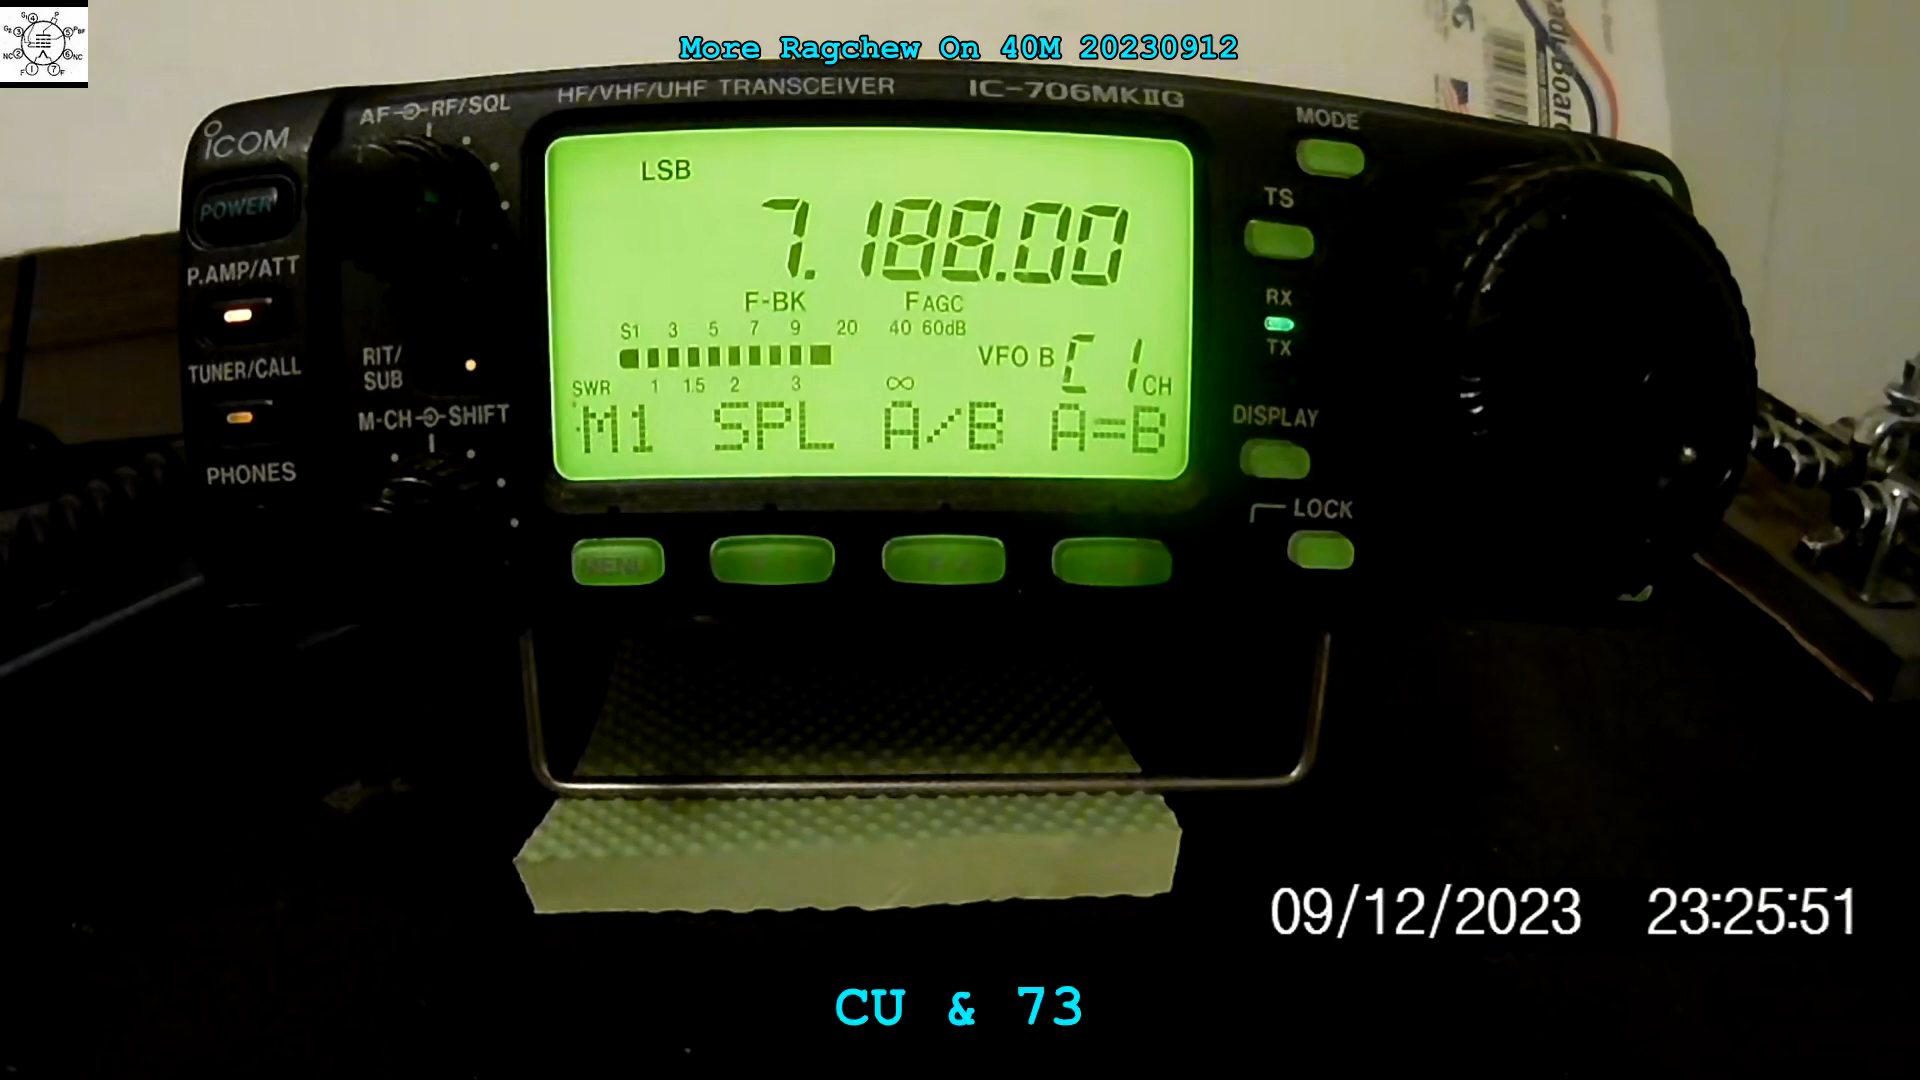 More Ragchew On 40M 20230912
HF/VHF/UHF TRANSCEIVER
IC-706MKIIG
ICOM
AF RF/SQL
MODE
POWER
LSB
TS
7.188.00
P.AMP/ATT
F-BK FAGC
RX
S1 3 5 7 9 20 40 60dB
TX
TUNER/CALL
RIT/
SUB
VFO B C1 CH
SWR 1 1.5 2 3 ∞
M-CH SHIFT
M1 SPL A/B A=B
DISPLAY
PHONES
LOCK
MENU
09/12/2023 23:25:51
CU & 73